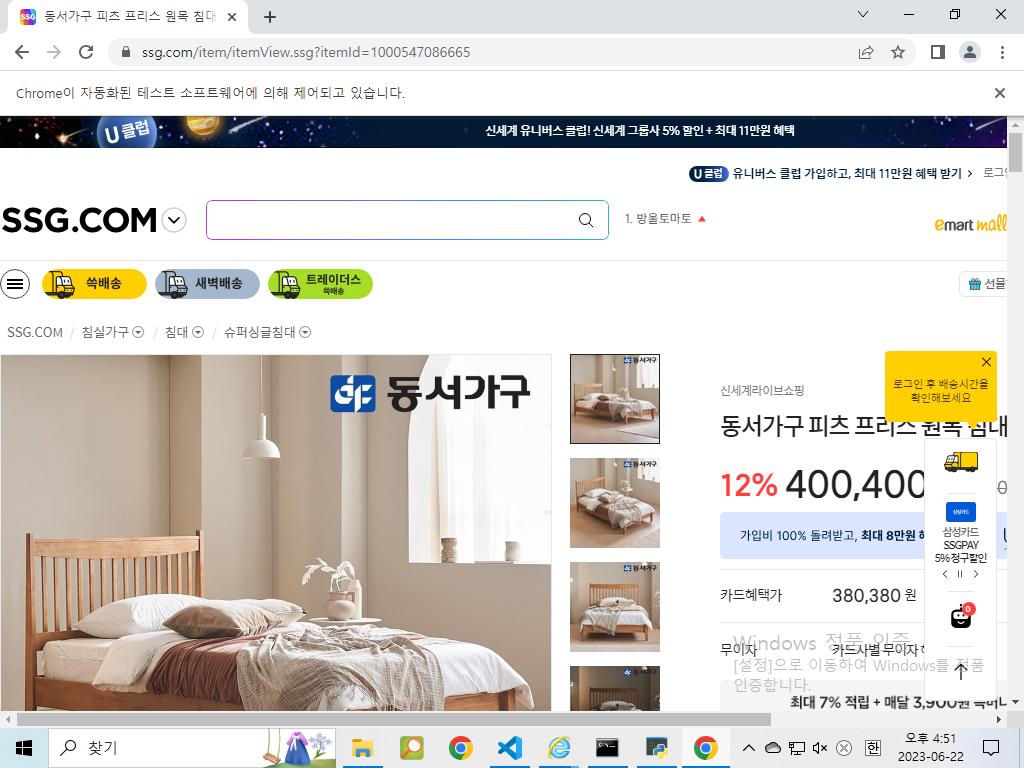 동서가구 피츠 프리스 원목 침대
ssg.com/item/itemView.ssg?itemId=1000547086665
Chrome이 자동화된 테스트 소프트웨어에 의해 제어되고 있습니다.
U클럽
신세계 유니버스 클럽! 신세계 그룹사 5% 할인 + 최대 11만원 혜택
U클럽 유니버스 클럽 가입하고, 최대 11만원 혜택 받기 > 로그인
SSG.COM
1. 방울토마토
emart mall
쓱배송
새벽배송
트레이더스
쓱배송
선물
SSG.COM / 침실가구 / 침대 / 슈퍼싱글침대
동서가구
신세계라이브쇼핑
로그인 후 배송시간을
확인해보세요
동서가구 피츠 프리스 원목 침대
12% 400,400
가입비 100% 돌려받고, 최대 8만원
삼성카드
삼성카드
SSGPAY
5% 청구할인
카드혜택가 380,380 원
0
무이자 카드사별 무이자
최대 7% 적립 + 매달 3,900원
Windows 정품 인증
[설정]으로 이동하여 Windows를 정품
인증합니다.
찾기
한
오후 4:51
2023-06-22